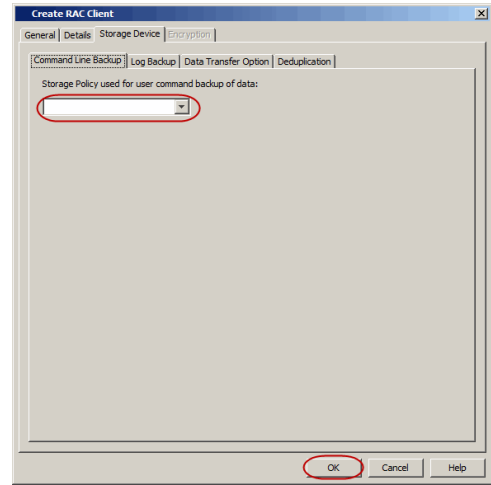 Create RAC Client
General Details Storage Device Encryption
Command Line Backup Log Backup Data Transfer Option Deduplication
Storage Policy used for user command backup of data:
OK Cancel Help